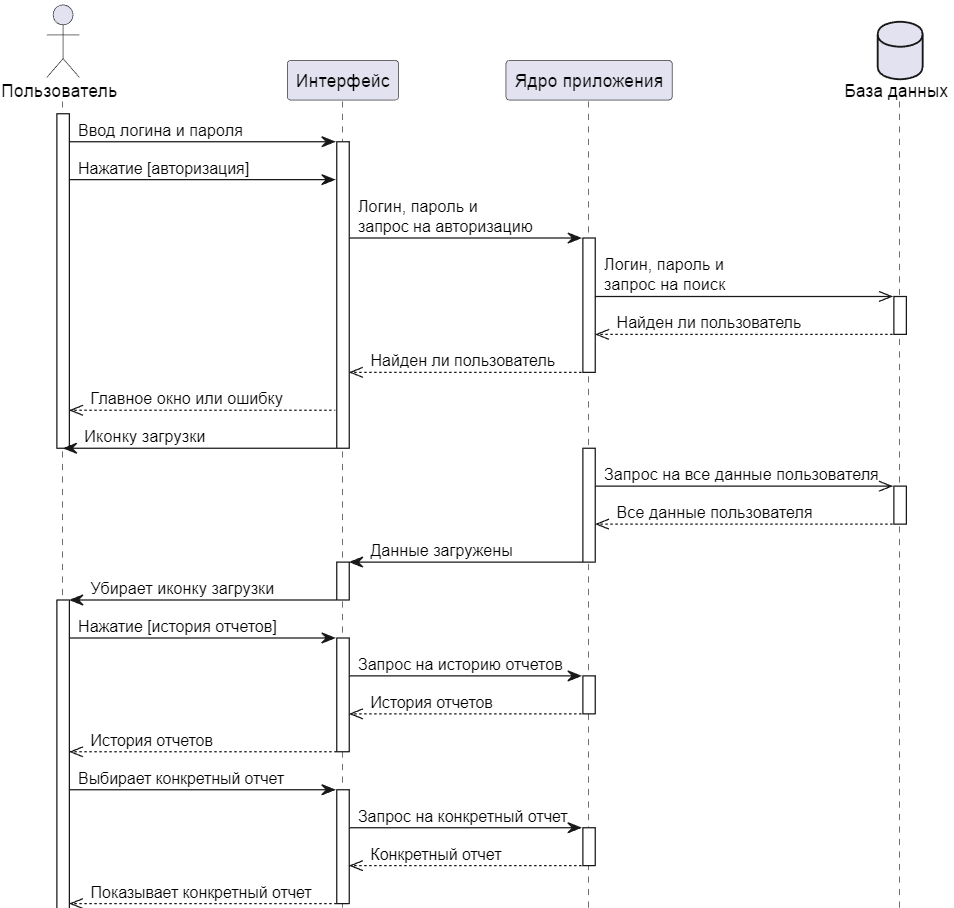 Пользователь
Интерфейс
Ядро приложения
База данных
Ввод логина и пароля
Нажатие [авторизация]
Логин, пароль и
запрос на авторизацию
Логин, пароль и
запрос на поиск
Найден ли пользователь
Найден ли пользователь
Главное окно или ошибку
Иконку загрузки
Запрос на все данные пользователя
Все данные пользователя
Данные загружены
Убирает иконку загрузки
Нажатие [история отчетов]
Запрос на историю отчетов
История отчетов
История отчетов
Выбирает конкретный отчет
Запрос на конкретный отчет
Конкретный отчет
Показывает конкретный отчет